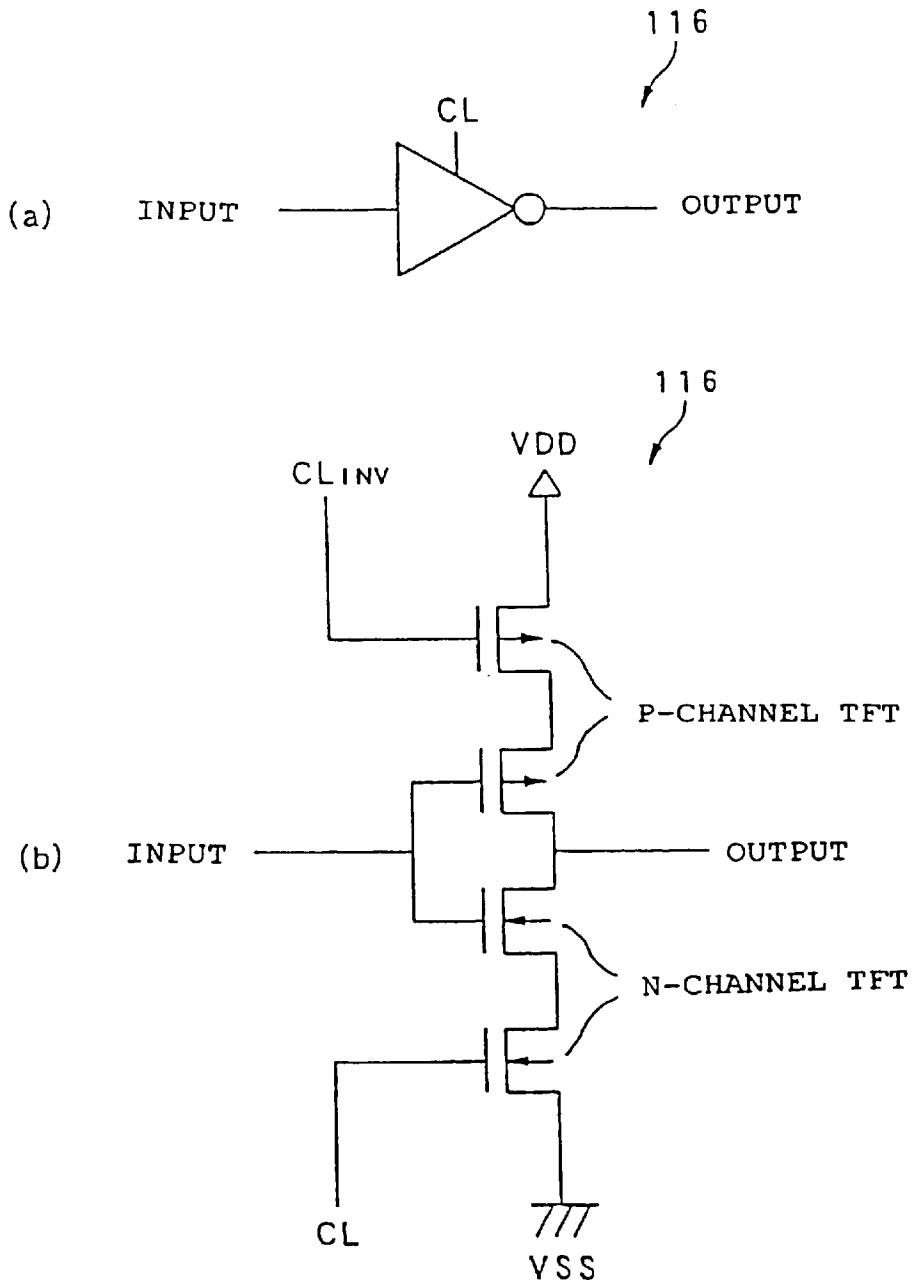 116
CL
(a) INPUT OUTPUT
116
VDD
CLINV
P-CHANNEL TFT
(b) INPUT OUTPUT
N-CHANNEL TFT
CL
VSS